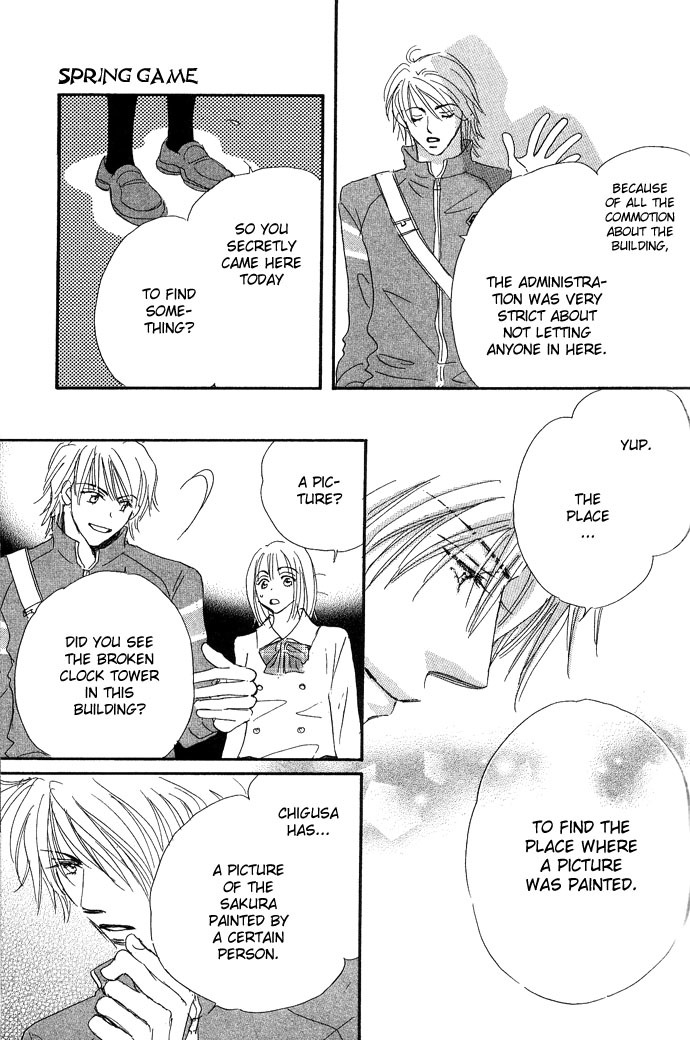 SPRING GAME
BECAUSE
OF ALL THE
COMMOTION
ABOUT THE
BUILDING,
THE ADMINISTRA-
TION WAS VERY
STRICT ABOUT
NOT LETTING
ANYONE IN HERE.
SO YOU
SECRETLY
CAME HERE
TODAY
TO FIND
SOME-
THING?
YUP.
THE
PLACE
...
TO FIND THE
PLACE WHERE
A PICTURE
WAS PAINTED.
A PIC-
TURE?
DID YOU SEE
THE BROKEN
CLOCK TOWER
IN THIS
BUILDING?
CHIGUSA
HAS...
A PICTURE
OF THE
SAKURA
PAINTED BY
A CERTAIN
PERSON.